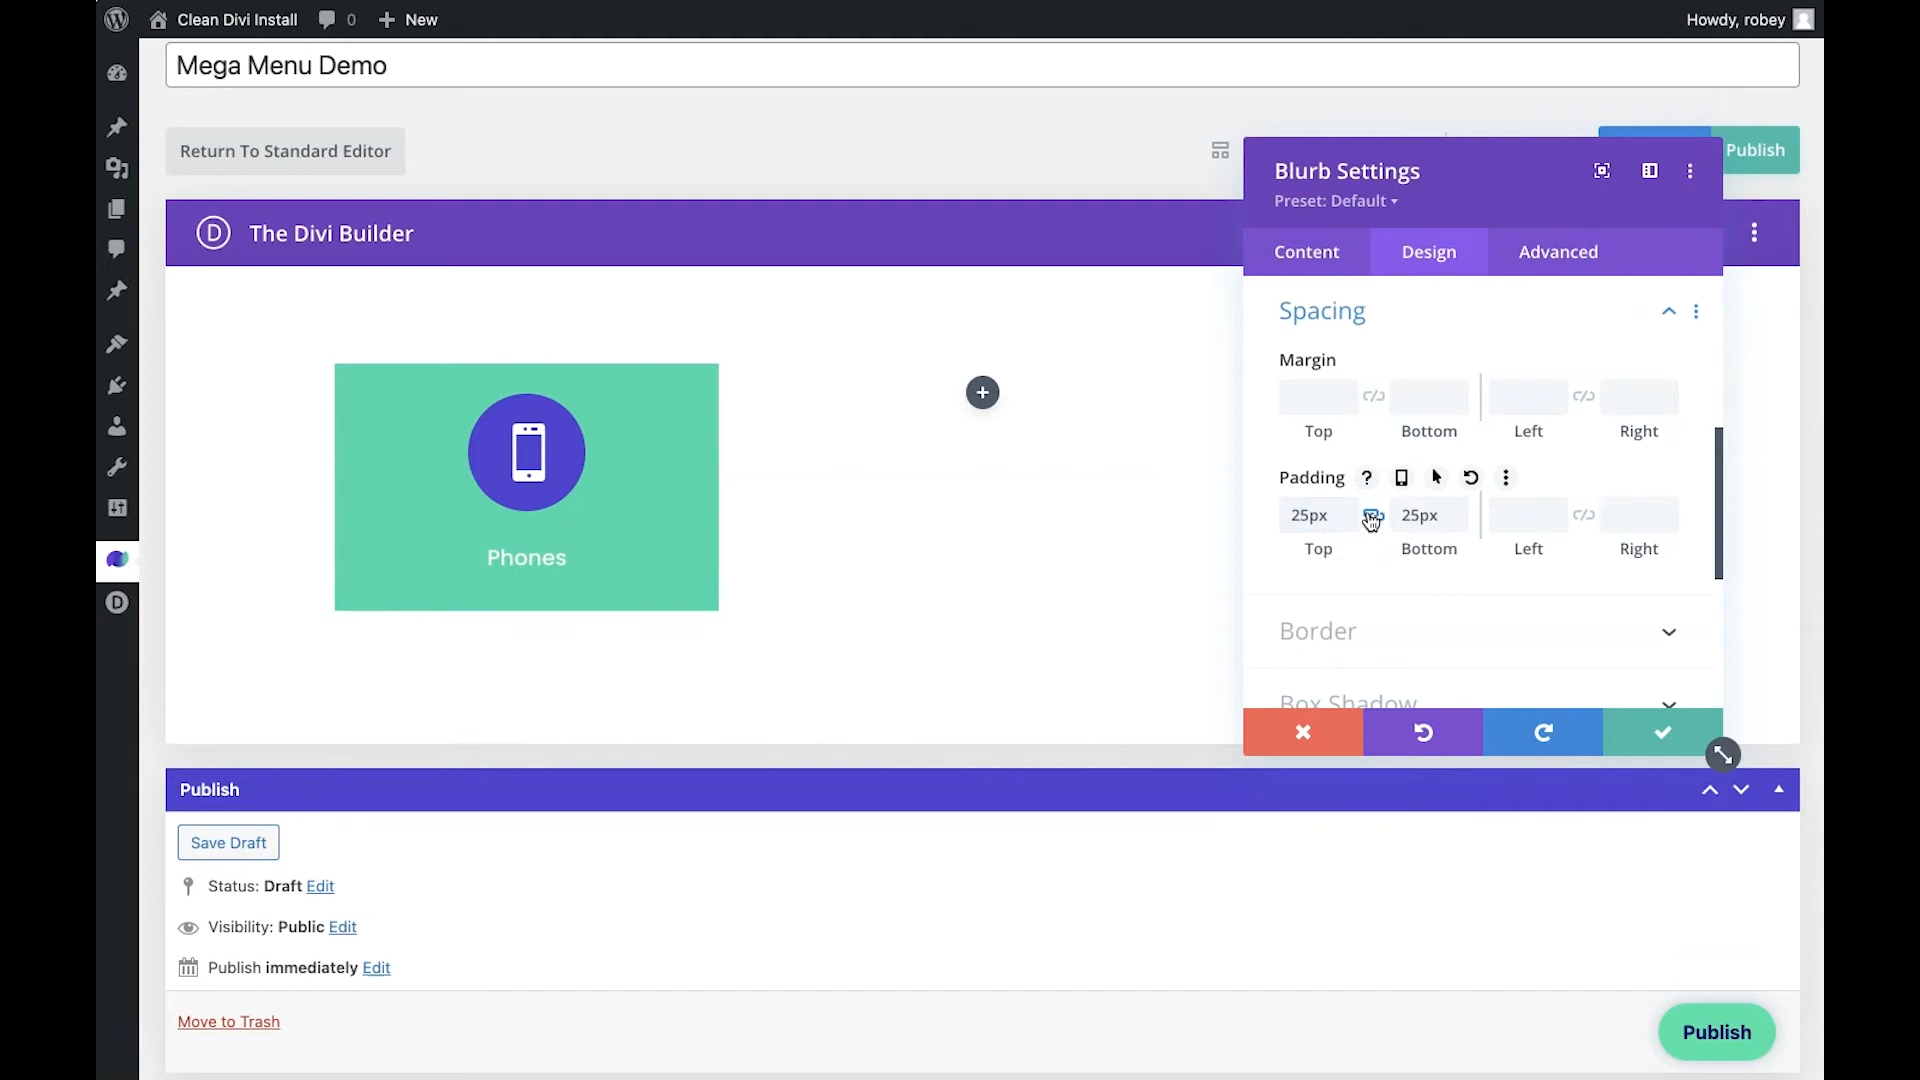 Clean Divi Install 0 New Howdy, robey
Mega Menu Demo
Return To Standard Editor
Publish
D The Divi Builder
Phones
Blurb Settings
Preset: Default
Content Design Advanced
Spacing
Margin
Top Bottom Left Right
Padding ?
25px 25px
Top Bottom Left Right
Border
Box Shadow
D
Publish
Save Draft
Status: Draft Edit
Visibility: Public Edit
Publish immediately Edit
Move to Trash
Publish